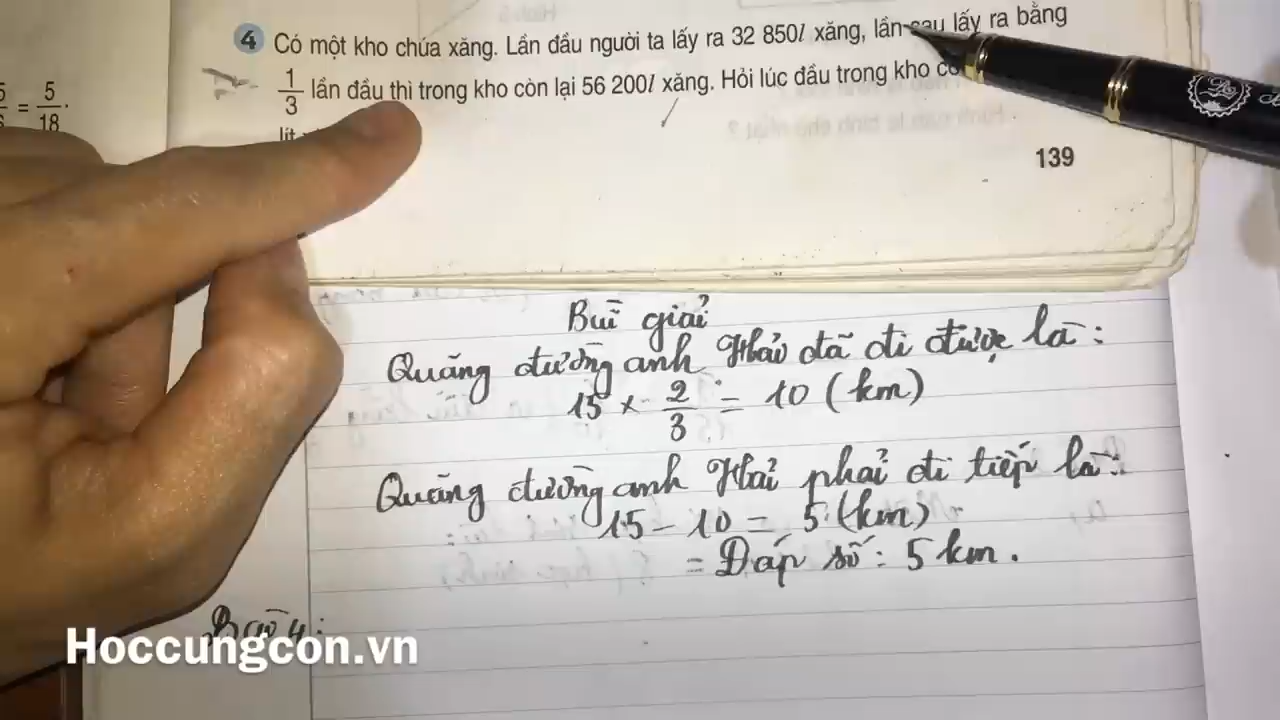 4 Có một kho chứa xăng. Lần đầu người ta lấy ra 32 850l xăng, lần sau lấy ra bằng
1/3 lần đầu thì trong kho còn lại 56 200l xăng. Hỏi lúc đầu trong kho
lít
= 5/18.
139
giải
Quãng đường anh Hải đã đi được là:
15 × 2/3 = 10 (km)
Quãng đường anh Hải phải đi tiếp là:
15 - 10 = 5 (km)
= Đáp số: 5 km.
Bài 4:
Hoccungcon.vn